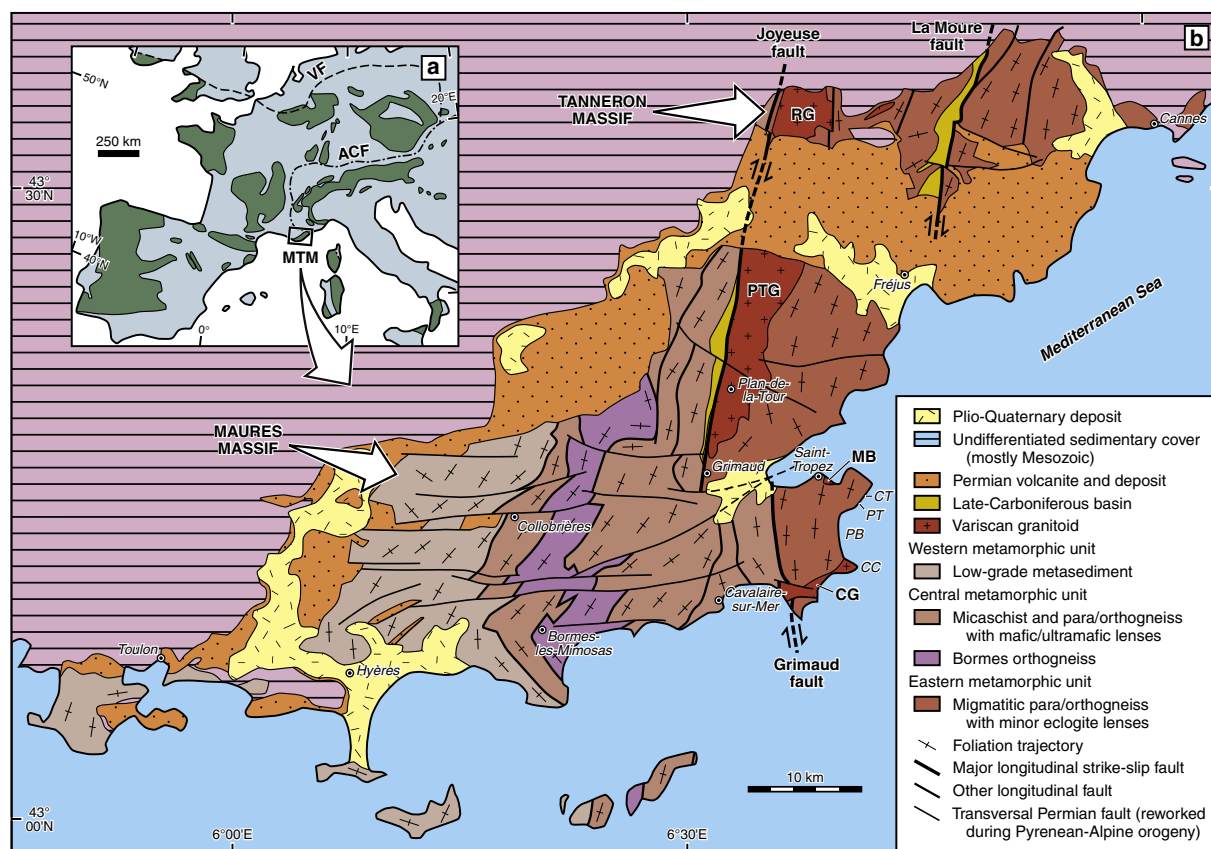 a
VF
50°N
20°E
250 km
ACF
10°W
40°N
MTM
0°
10°E
b
Joyeuse
fault
La Moure
fault
TANNERON
MASSIF
RG
Cannes
43°
30'N
PTG
Fréjus
Mediterranean Sea
Plan-de-
la-Tour
MAURES
MASSIF
Grimaud
Saint-
Tropez
MB
CT
PT
PB
CC
CG
Collobrières
Cavalaire-
sur-Mer
Bormes-
les-Mimosas
Grimaud
fault
Toulon
Hyères
10 km
43°
00'N
6°00'E
6°30'E
Plio-Quaternary deposit
Undifferentiated sedimentary cover
(mostly Mesozoic)
Permian volcanite and deposit
Late-Carboniferous basin
Variscan granitoid
Western metamorphic unit
Low-grade metasediment
Central metamorphic unit
Micaschist and para/orthogneiss
with mafic/ultramafic lenses
Bormes orthogneiss
Eastern metamorphic unit
Migmatitic para/orthogneiss
with minor eclogite lenses
Foliation trajectory
Major longitudinal strike-slip fault
Other longitudinal fault
Transversal Permian fault (reworked
during Pyrenean-Alpine orogeny)